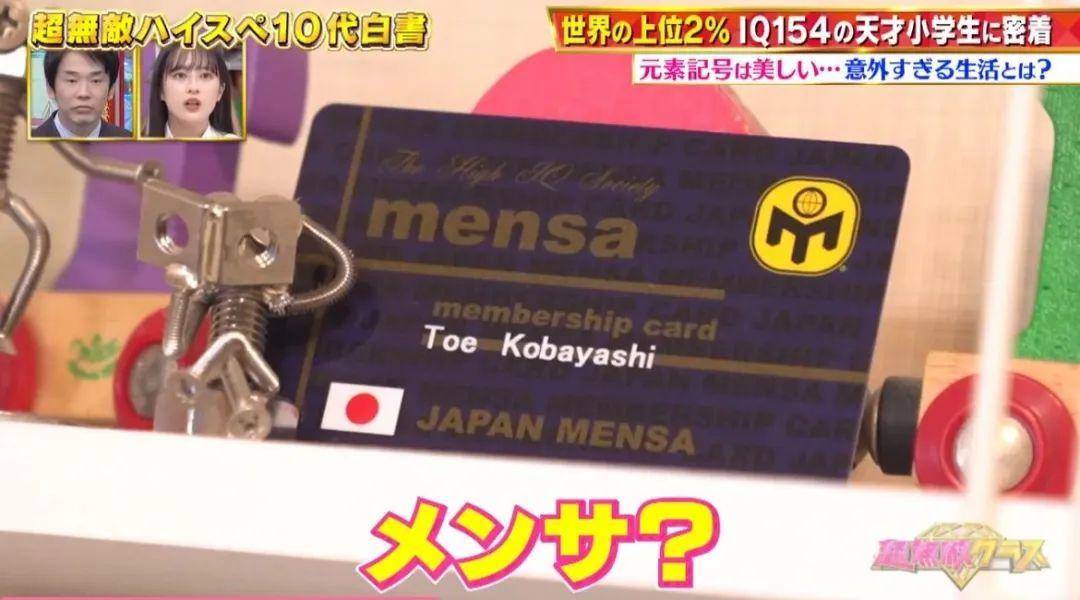 超無敵ハイスペ10代白書
世界の上位2% IQ154の天才小学生に密着
元素記号は美しい…意外すぎる生活とは?
The High IQ Society
mensa
membership card
Toe Kobayashi
JAPAN MENSA
メンサ?
超無敵クラス